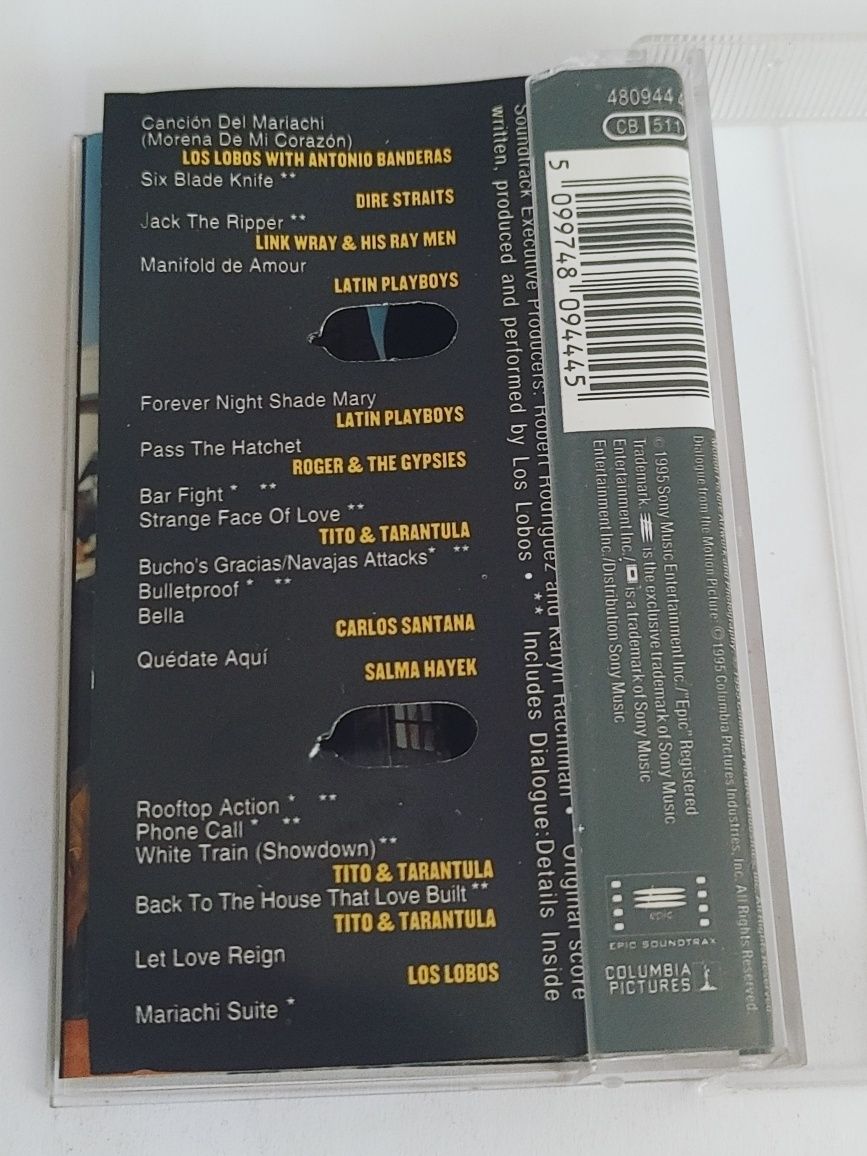 Canción Del Mariachi
(Morena De Mi Corazón)
LOS LOBOS WITH ANTONIO BANDERAS
Six Blade Knife **
DIRE STRAITS
Jack The Ripper **
LINK WRAY & HIS RAY MEN
Manifold de Amour
LATIN PLAYBOYS
Forever Night Shade Mary
LATIN PLAYBOYS
Pass The Hatchet
ROGER & THE GYPSIES
Bar Fight * **
Strange Face Of Love **
TITO & TARANTULA
Bucho's Gracias/Navajas Attacks* **
Bulletproof * **
Bella
CARLOS SANTANA
Quédate Aquí
SALMA HAYEK
Rooftop Action * **
Phone Call * **
White Train (Showdown)**
TITO & TARANTULA
Back To The House That Love Built **
TITO & TARANTULA
Let Love Reign
LOS LOBOS
Mariachi Suite *
Soundtrack Executive Producers: Robert Rodriguez and Karyn Rachtman • * Original score
written, produced and performed by Los Lobos • ** Includes Dialogue:Details Inside
480944 4
CB 511
5 099748 094445
Dialogue from the Motion Picture: © 1995 Columbia Pictures Industries, Inc. All Rights Reserved
© 1995 Sony Music Entertainment Inc./"Epic" Registered
Trademark. is the exclusive trademark of Sony Music
Entertainment Inc./ is a trademark of Sony Music
Entertainment Inc./Distribution Sony Music
epic
EPIC SOUNDTRAX
COLUMBIA
PICTURES